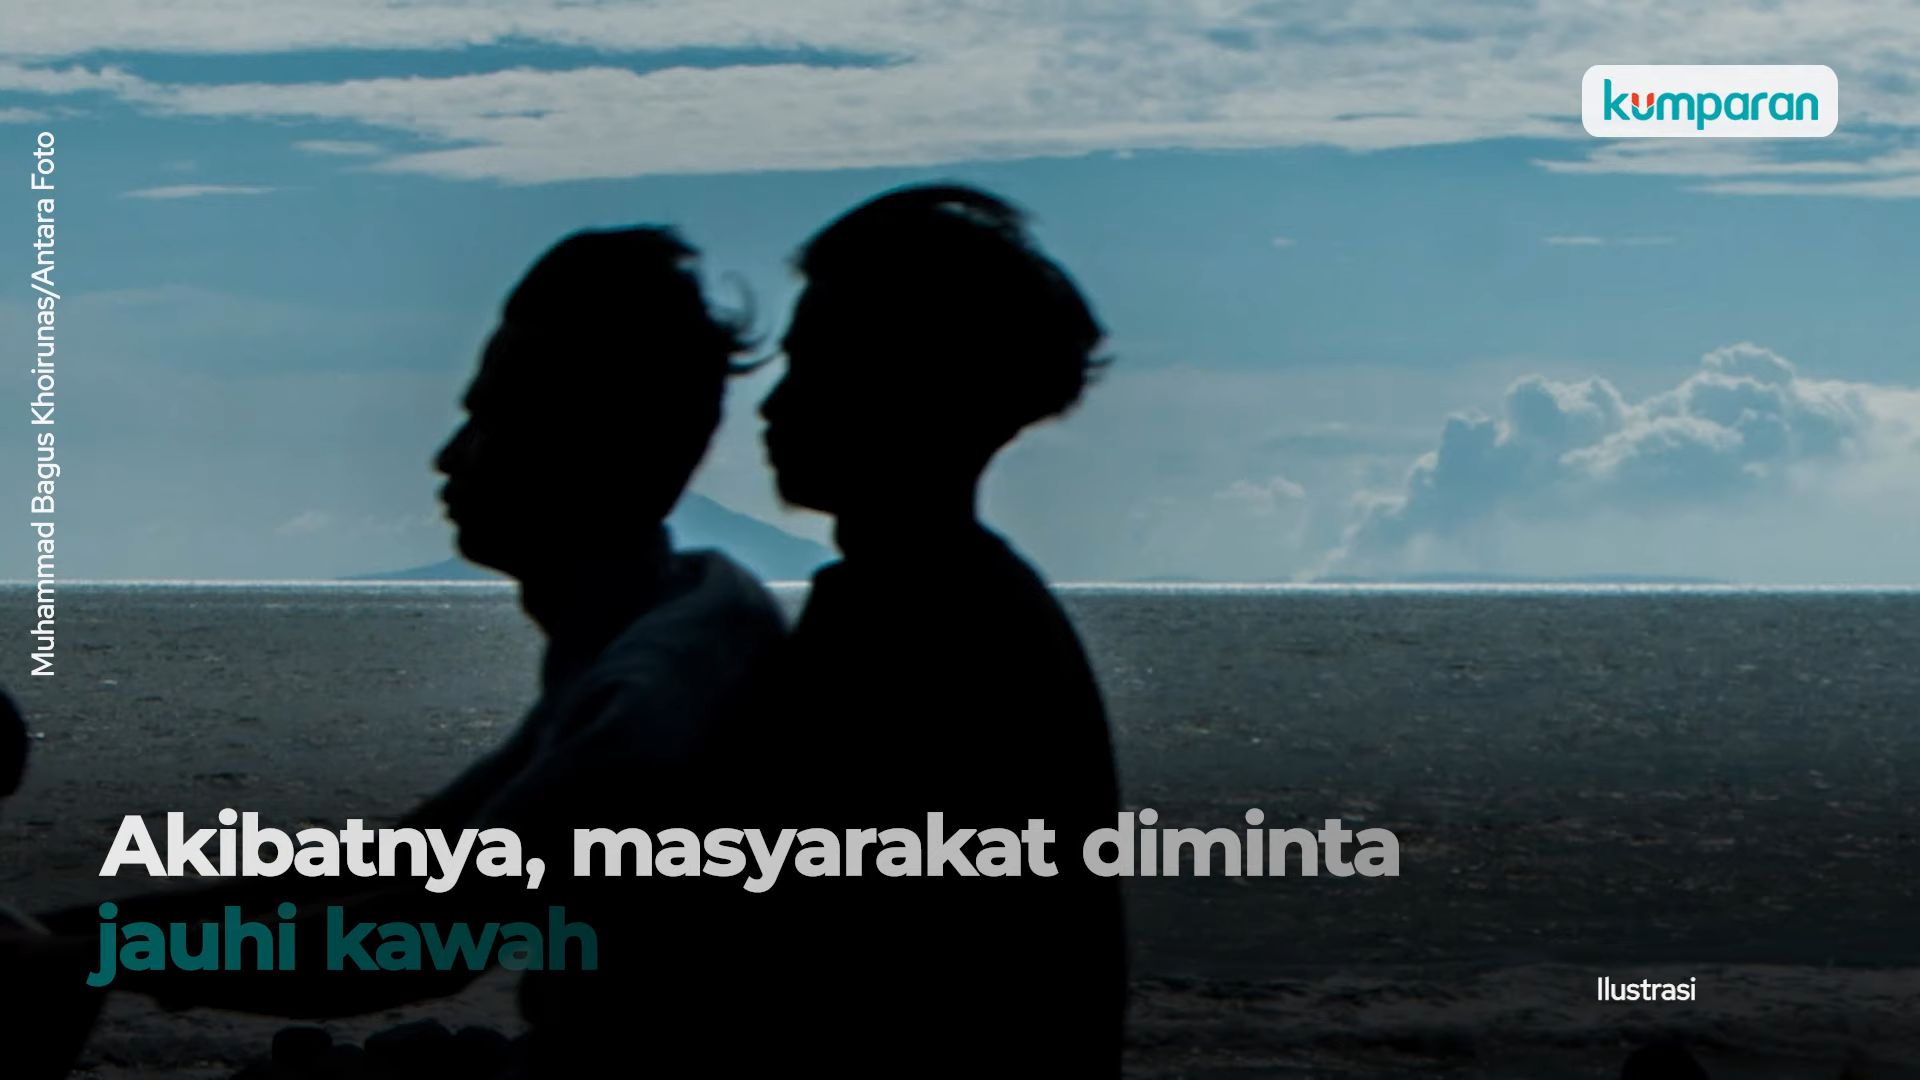 kumparan
Muhammad Bagus Khoirunas/Antara Foto
Akibatnya, masyarakat diminta
jauhi kawah
Ilustrasi